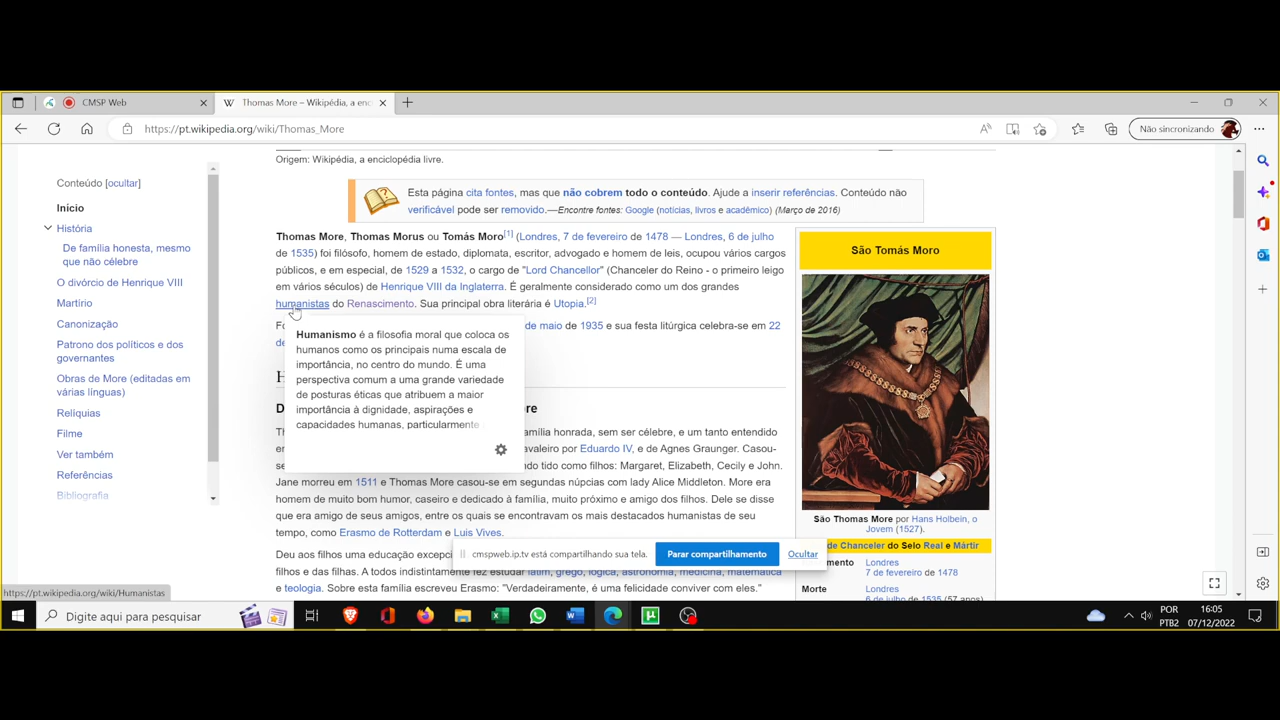 CMSP Web
Thomas More – Wikipédia, a enc
https://pt.wikipedia.org/wiki/Thomas_More
Não sincronizando
Conteúdo [ocultar]
Início
História
De família honesta, mesmo
que não célebre
O divórcio de Henrique VIII
Martírio
Canonização
Patrono dos políticos e dos
governantes
Obras de More (editadas em
várias línguas)
Relíquias
Filme
Ver também
Referências
Bibliografia
Origem: Wikipédia, a enciclopédia livre.
Esta página cita fontes, mas que não cobrem todo o conteúdo. Ajude a inserir referências. Conteúdo não
verificável pode ser removido.—Encontre fontes: Google (notícias, livros e acadêmico) (Março de 2016)
Thomas More, Thomas Morus ou Tomás Moro[1] (Londres, 7 de fevereiro de 1478 — Londres, 6 de julho
de 1535) foi filósofo, homem de estado, diplomata, escritor, advogado e homem de leis, ocupou vários cargos
públicos, e em especial, de 1529 a 1532, o cargo de "Lord Chancellor" (Chanceler do Reino - o primeiro leigo
em vários séculos) de Henrique VIII da Inglaterra. É geralmente considerado como um dos grandes
humanistas do Renascimento. Sua principal obra literária é Utopia.[2]
Fo
de maio de 1935 e sua festa litúrgica celebra-se em 22
de
Humanismo é a filosofia moral que coloca os
humanos como os principais numa escala de
importância, no centro do mundo. É uma
perspectiva comum a uma grande variedade
de posturas éticas que atribuem a maior
importância à dignidade, aspirações e
capacidades humanas, particularmente
H
D
re
Th
mília honrada, sem ser célebre, e um tanto entendido
en
valeiro por Eduardo IV, e de Agnes Graunger. Casou-
se
ndo tido como filhos: Margaret, Elizabeth, Cecily e John.
Jane morreu em 1511 e Thomas More casou-se em segundas núpcias com lady Alice Middleton. More era
homem de muito bom humor, caseiro e dedicado à família, muito próximo e amigo dos filhos. Dele se disse
que era amigo de seus amigos, entre os quais se encontravam os mais destacados humanistas de seu
tempo, como Erasmo de Rotterdam e Luis Vives.
Deu aos filhos uma educação excepci
filhos e das filhas. A todos indistintamente fez estudar latim, grego, lógica, astronomia, medicina, matemática
e teologia. Sobre esta família escreveu Erasmo: "Verdadeiramente, é uma felicidade conviver com eles."
São Tomás Moro
São Thomas More por Hans Holbein, o
Jovem (1527).
de Chanceler do Selo Real e Mártir
mento
Londres
7 de fevereiro de 1478
Morte
Londres
6 de julho de 1535 (57 anos)
cmspweb.ip.tv está compartilhando sua tela.
Parar compartilhamento
Ocultar
https://pt.wikipedia.org/wiki/Humanistas
Digite aqui para pesquisar
POR
PTB2
16:05
07/12/2022